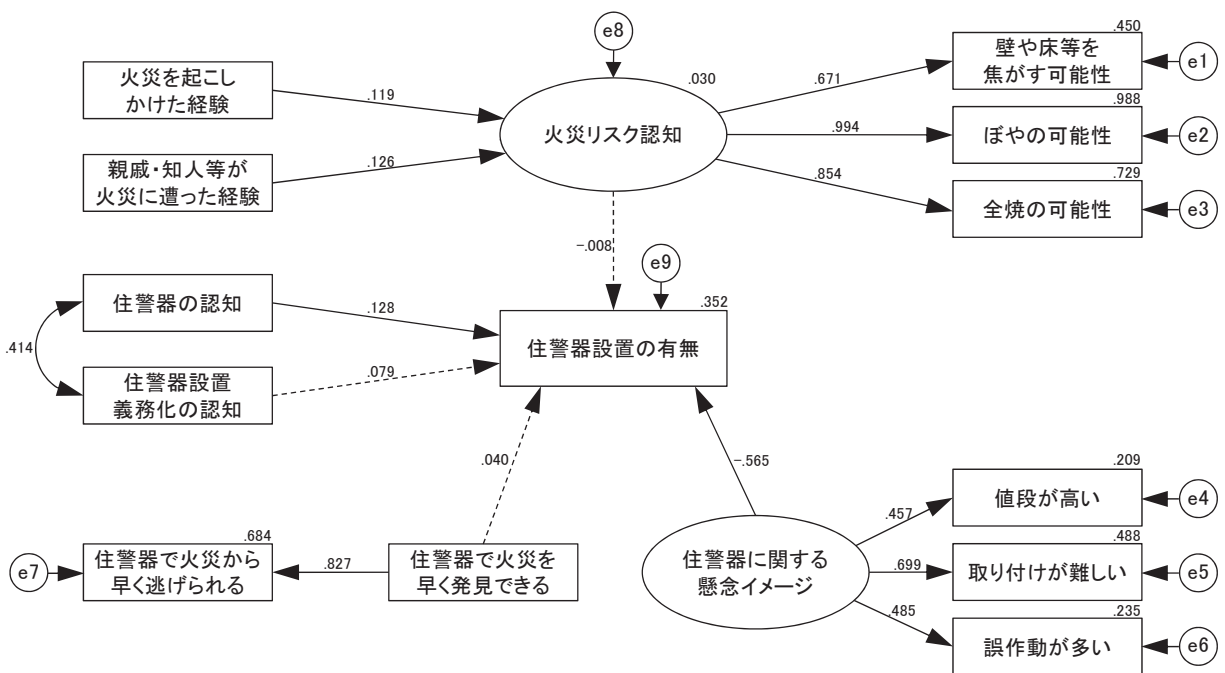 e8
.450
火災を起こし
かけた経験
.119
.030
.671
壁や床等を
焦がす可能性
e1
火災リスク認知
.994
.988
ぼやの可能性
e2
親戚・知人等が
火災に遭った経験
.126
.854
.729
全焼の可能性
e3
-.008
e9
.352
住警器の認知
.128
住警器設置の有無
.414
住警器設置
義務化の認知
.079
.040
-.565
.209
値段が高い
e4
.457
.684
e7
住警器で火災から
早く逃げられる
.827
住警器で火災を
早く発見できる
住警器に関する
懸念イメージ
.699
.488
取り付けが難しい
e5
.485
.235
誤作動が多い
e6